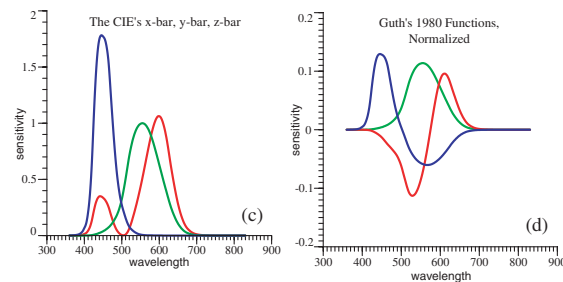 The CIE's x-bar, y-bar, z-bar
2
1.5
1
0.5
0
sensitivity
300 400 500 600 700 800 900
wavelength
(c)
Guth's 1980 Functions,
Normalized
0.2
0.1
0
-0.1
-0.2
sensitivity
300 400 500 600 700 800 900
wavelength
(d)